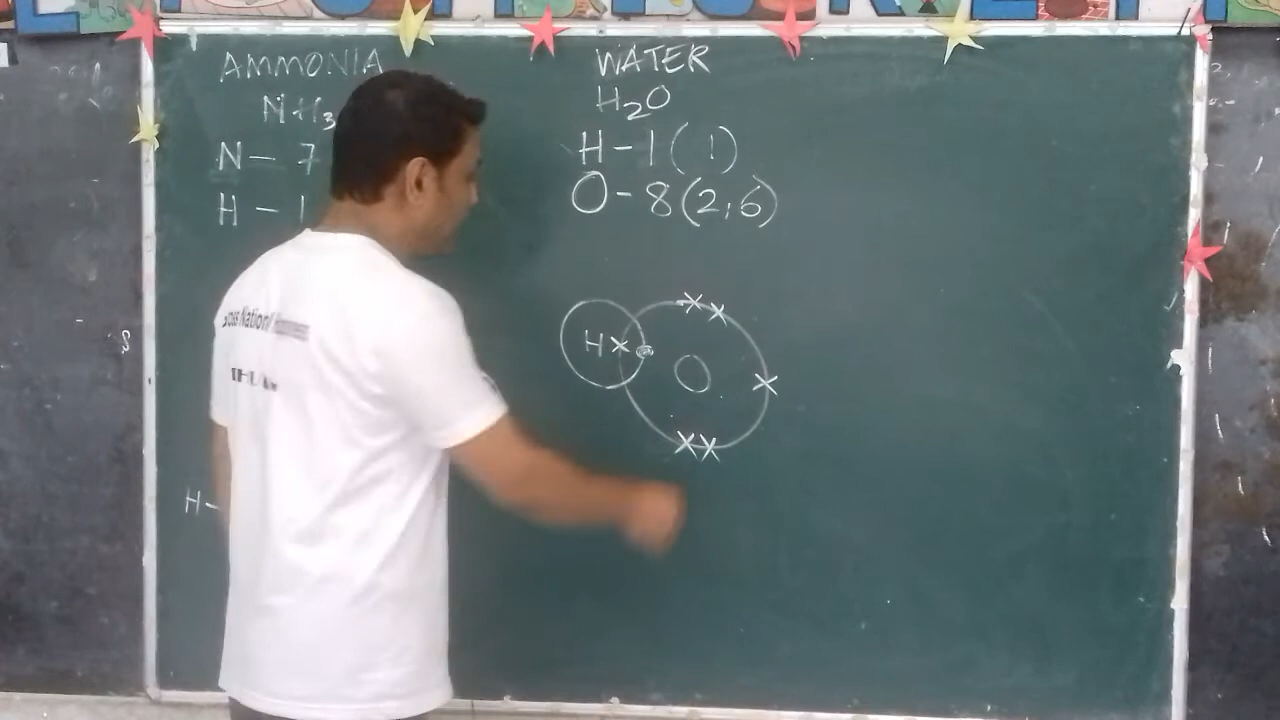 AMMONIA
NH3
N - 7
H - 1
H -
WATER
H2O
H - 1 ( 1 )
O - 8 (2,6)
H x
O
x x
x
x x